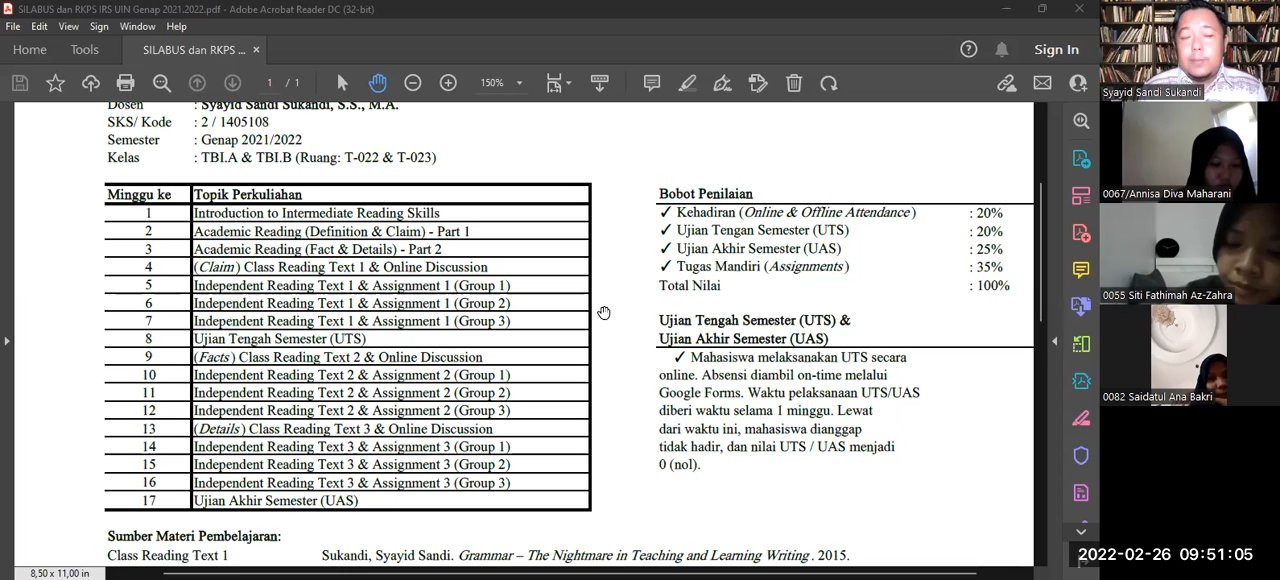 SILABUS dan RKPS IRS UIN Genap 2021.2022.pdf - Adobe Acrobat Reader DC (32-bit)
File Edit View Sign Window Help
Home Tools SILABUS dan RKPS ... × Sign In
1 / 1 150%
Dosen : Syayid Sandi Sukandi, S.S., M.A.
SKS/ Kode : 2 / 1405108
Semester : Genap 2021/2022
Kelas : TBI.A & TBI.B (Ruang: T-022 & T-023)
Minggu ke Topik Perkuliahan
1 Introduction to Intermediate Reading Skills
2 Academic Reading (Definition & Claim) - Part 1
3 Academic Reading (Fact & Details) - Part 2
4 (Claim) Class Reading Text 1 & Online Discussion
5 Independent Reading Text 1 & Assignment 1 (Group 1)
6 Independent Reading Text 1 & Assignment 1 (Group 2)
7 Independent Reading Text 1 & Assignment 1 (Group 3)
8 Ujian Tengah Semester (UTS)
9 (Facts) Class Reading Text 2 & Online Discussion
10 Independent Reading Text 2 & Assignment 2 (Group 1)
11 Independent Reading Text 2 & Assignment 2 (Group 2)
12 Independent Reading Text 2 & Assignment 2 (Group 3)
13 (Details) Class Reading Text 3 & Online Discussion
14 Independent Reading Text 3 & Assignment 3 (Group 1)
15 Independent Reading Text 3 & Assignment 3 (Group 2)
16 Independent Reading Text 3 & Assignment 3 (Group 3)
17 Ujian Akhir Semester (UAS)
Bobot Penilaian
✓ Kehadiran (Online & Offline Attendance) : 20%
✓ Ujian Tengan Semester (UTS) : 20%
✓ Ujian Akhir Semester (UAS) : 25%
✓ Tugas Mandiri (Assignments) : 35%
Total Nilai : 100%
Ujian Tengah Semester (UTS) &
Ujian Akhir Semester (UAS)
✓ Mahasiswa melaksanakan UTS secara
online. Absensi diambil on-time melalui
Google Forms. Waktu pelaksanaan UTS/UAS
diberi waktu selama 1 minggu. Lewat
dari waktu ini, mahasiswa dianggap
tidak hadir, dan nilai UTS / UAS menjadi
0 (nol).
Sumber Materi Pembelajaran:
Class Reading Text 1 Sukandi, Syayid Sandi. Grammar – The Nightmare in Teaching and Learning Writing. 2015.
8,50 x 11,00 in
Syayid Sandi Sukandi
0067/Annisa Diva Maharani
0055 Siti Fathimah Az-Zahra
0082 Saidatul Ana Bakri
2022-02-26 09:51:05